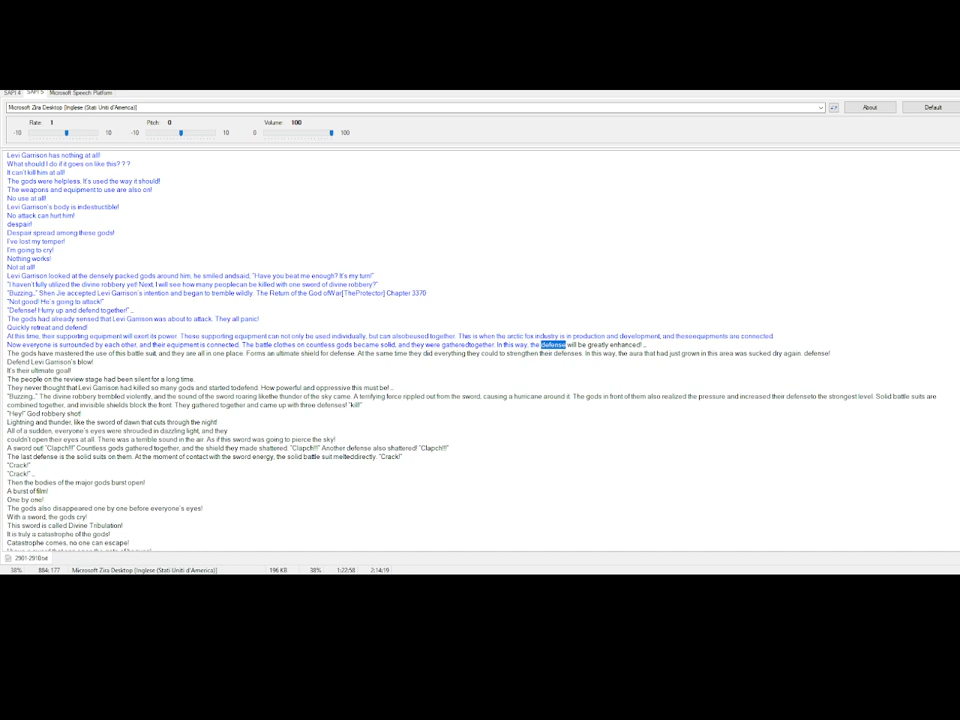 SAPI 4 SAPI 5 Microsoft Speech Platform
Microsoft Zira Desktop [Inglese (Stati Uniti d'America)] About Default
Rate: 1 Pitch: 0 Volume: 100
-10 10 -10 10 0 100
Levi Garrison has nothing at all!
What should I do if it goes on like this? ? ?
It can't kill him at all!
The gods were helpless. It's used the way it should!
The weapons and equipment to use are also on!
No use at all!
Levi Garrison's body is indestructible!
No attack can hurt him!
despair!
Despair spread among these gods!
I've lost my temper!
I'm going to cry!
Nothing works!
Not at all!
Levi Garrison looked at the densely packed gods around him, he smiled andsaid, "Have you beat me enough? It's my turn!"
"I haven't fully utilized the divine robbery yet! Next, I will see how many peoplecan be killed with one sword of divine robbery?"
"Buzzing..." Shen Jie accepted Levi Garrison's intention and began to tremble wildly. The Return of the God ofWar[TheProtector] Chapter 3370
"Not good! He's going to attack!"
"Defense! Hurry up and defend together!" ..
The gods had already sensed that Levi Garrison was about to attack. They all panic!
Quickly retreat and defend!
At this time, their supporting equipment will exert its power. These supporting equipment can not only be used individually, but can alsobeused together. This is when the arctic fox industry is in production and development, and theseequipments are connected.
Now everyone is surrounded by each other, and their equipment is connected. The battle clothes on countless gods became solid, and they were gatheredtogether. In this way, the defense will be greatly enhanced! ..
The gods have mastered the use of this battle suit, and they are all in one place. Forms an ultimate shield for defense. At the same time they did everything they could to strengthen their defenses. In this way, the aura that had just grown in this area was sucked dry again. defense!
Defend Levi Garrison's blow!
It's their ultimate goal!
The people on the review stage had been silent for a long time.
They never thought that Levi Garrison had killed so many gods and started todefend. How powerful and oppressive this must be! ..
"Buzzing..." The divine robbery trembled violently, and the sound of the sword roaring likethe thunder of the sky came. A terrifying force rippled out from the sword, causing a hurricane around it. The gods in front of them also realized the pressure and increased their defenseto the strongest level. Solid battle suits are
combined together, and invisible shields block the front. They gathered together and came up with three defenses! "kill!"
"Hey!" God robbery shot!
Lightning and thunder, like the sword of dawn that cuts through the night!
All of a sudden, everyone's eyes were shrouded in dazzling light, and they
couldn't open their eyes at all. There was a terrible sound in the air. As if this sword was going to pierce the sky!
A sword out! "Clapch!!!" Countless gods gathered together, and the shield they made shattered. "Clapch!!!" Another defense also shattered! "Clapch!!!"
The last defense is the solid suits on them. At the moment of contact with the sword energy, the solid battle suit melteddirectly. "Crack!"
"Crack!"
"Crack!" ..
Then the bodies of the major gods burst open!
A burst of film!
One by one!
The gods also disappeared one by one before everyone's eyes!
With a sword, the gods cry!
This sword is called Divine Tribulation!
It is truly a catastrophe of the gods!
Catastrophe comes, no one can escape!
2901-2910.txt
38% 884: 177 Microsoft Zira Desktop [Inglese (Stati Uniti d'America)] 196 KB 38% 1:22:58 2:14:19